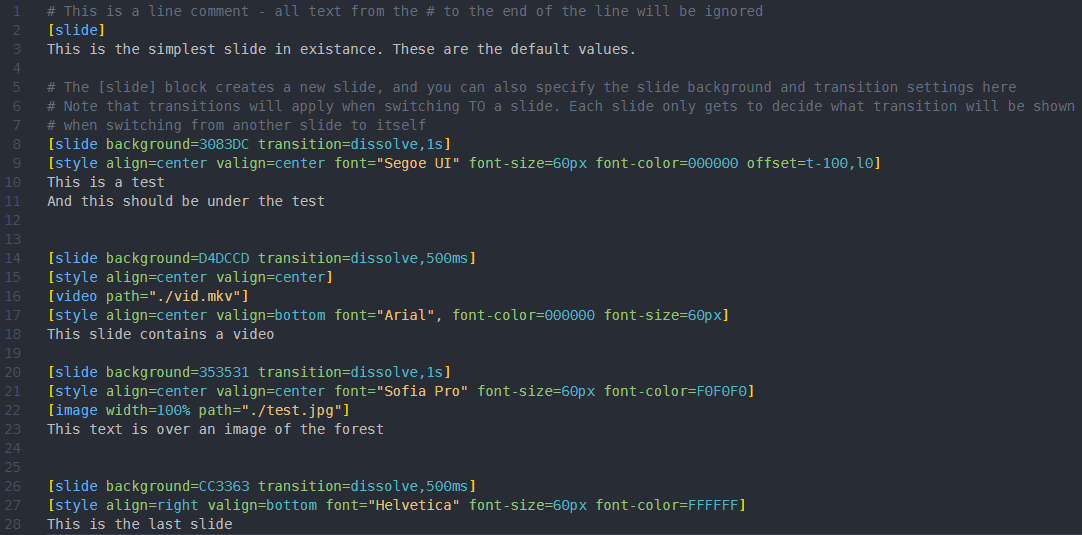 1 # This is a line comment - all text from the # to the end of the line will be ignored
2 [slide]
3 This is the simplest slide in existance. These are the default values.
4
5 # The [slide] block creates a new slide, and you can also specify the slide background and transition settings here
6 # Note that transitions will apply when switching TO a slide. Each slide only gets to decide what transition will be shown
7 # when switching from another slide to itself
8 [slide background=3083DC transition=dissolve,1s]
9 [style align=center valign=center font="Segoe UI" font-size=60px font-color=000000 offset=t-100,l0]
10 This is a test
11 And this should be under the test
12
13
14 [slide background=D4DCCD transition=dissolve,500ms]
15 [style align=center valign=center]
16 [video path="./vid.mkv"]
17 [style align=center valign=bottom font="Arial", font-color=000000 font-size=60px]
18 This slide contains a video
19
20 [slide background=353531 transition=dissolve,1s]
21 [style align=center valign=center font="Sofia Pro" font-size=60px font-color=F0F0F0]
22 [image width=100% path="./test.jpg"]
23 This text is over an image of the forest
24
25
26 [slide background=CC3363 transition=dissolve,500ms]
27 [style align=right valign=bottom font="Helvetica" font-size=60px font-color=FFFFFF]
28 This is the last slide